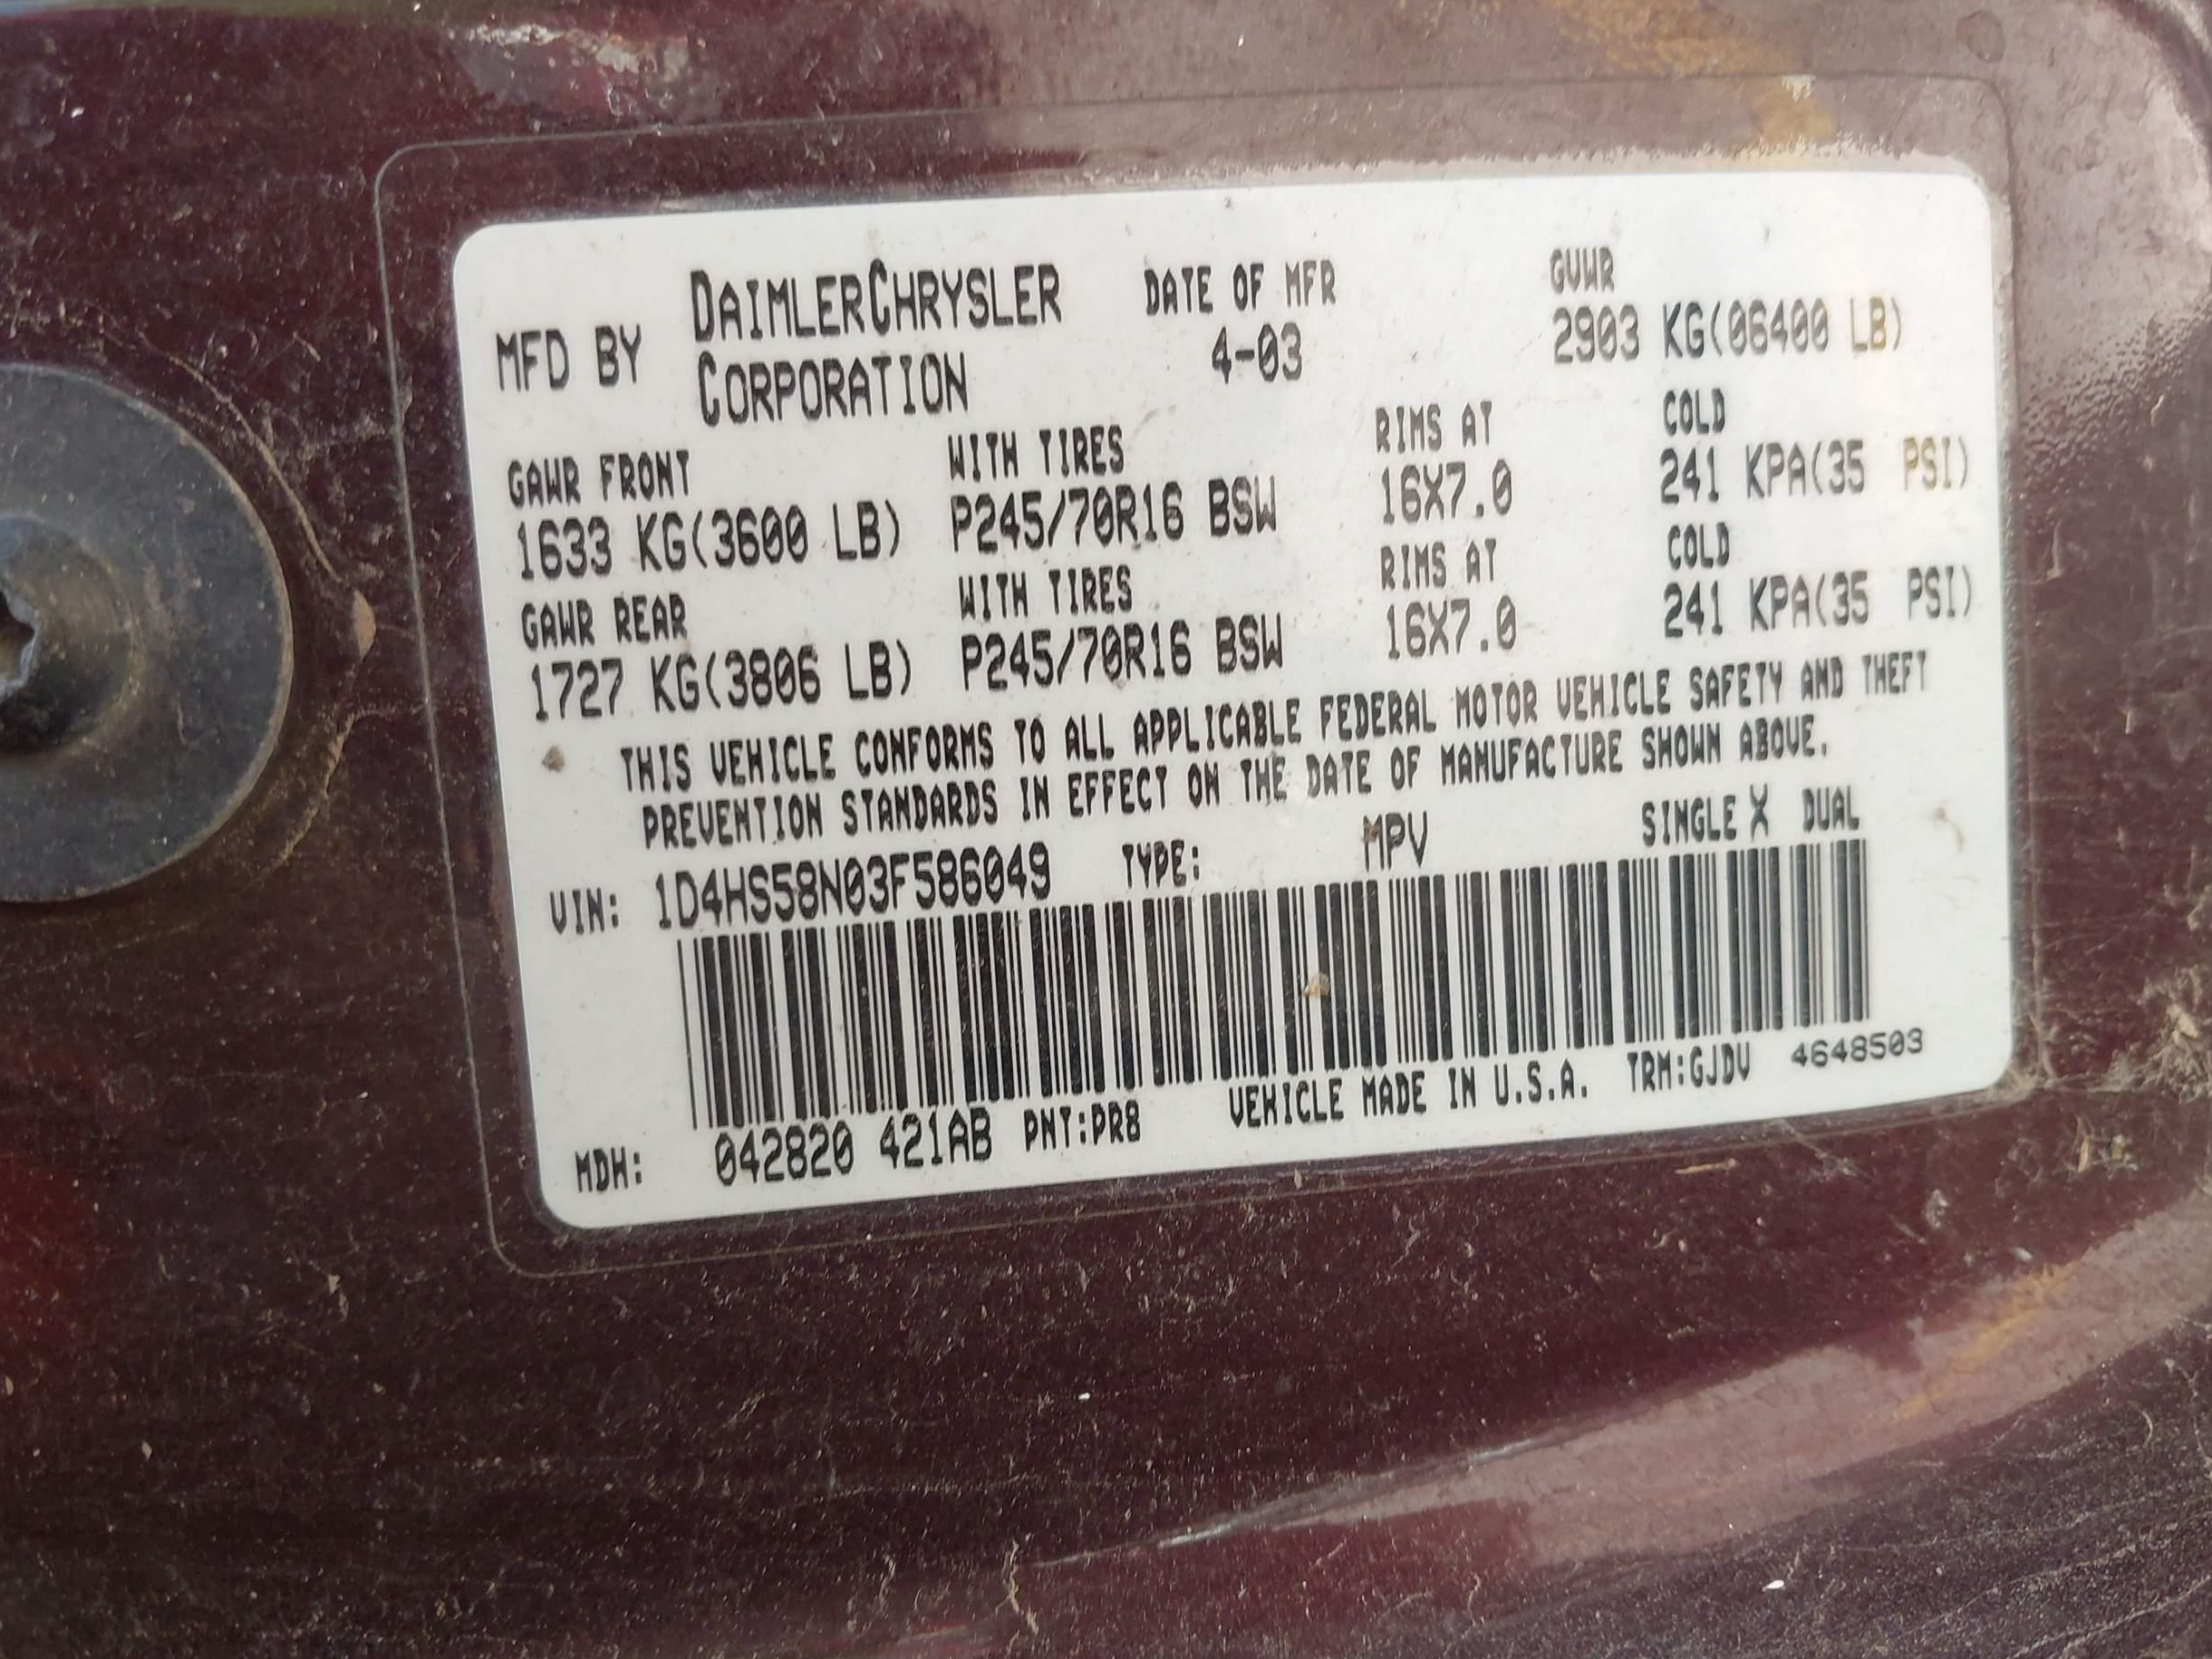 MFD BY DAIMLERCHRYSLER CORPORATION
DATE OF MFR 4-03
GVWR 2903 KG(06400 LB)
GAWR FRONT WITH TIRES RIMS AT COLD
1633 KG(3600 LB) P245/70R16 BSW 16X7.0 241 KPA(35 PSI)
GAWR REAR WITH TIRES RIMS AT COLD
1727 KG(3806 LB) P245/70R16 BSW 16X7.0 241 KPA(35 PSI)
THIS VEHICLE CONFORMS TO ALL APPLICABLE FEDERAL MOTOR VEHICLE SAFETY AND THEFT
PREVENTION STANDARDS IN EFFECT ON THE DATE OF MANUFACTURE SHOWN ABOVE.
VIN: 1D4HS58N03F586049 TYPE: MPV SINGLE X DUAL
MDH: 042820 421AB PNT:PR8 VEHICLE MADE IN U.S.A. TRM:GJDV 4648503